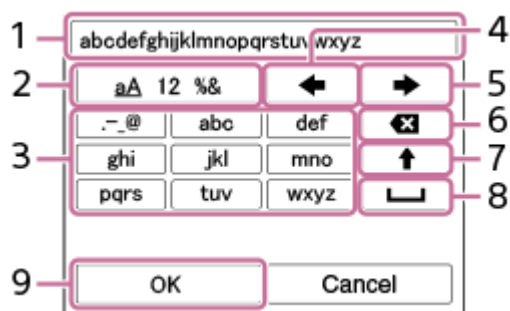 1 abcdefghijklmnopqrstuvwxyz 4
2 aA 12 %& 5
.-_@ abc def 6
3 ghi jkl mno 7
pqrs tuv wxyz 8
9 OK Cancel